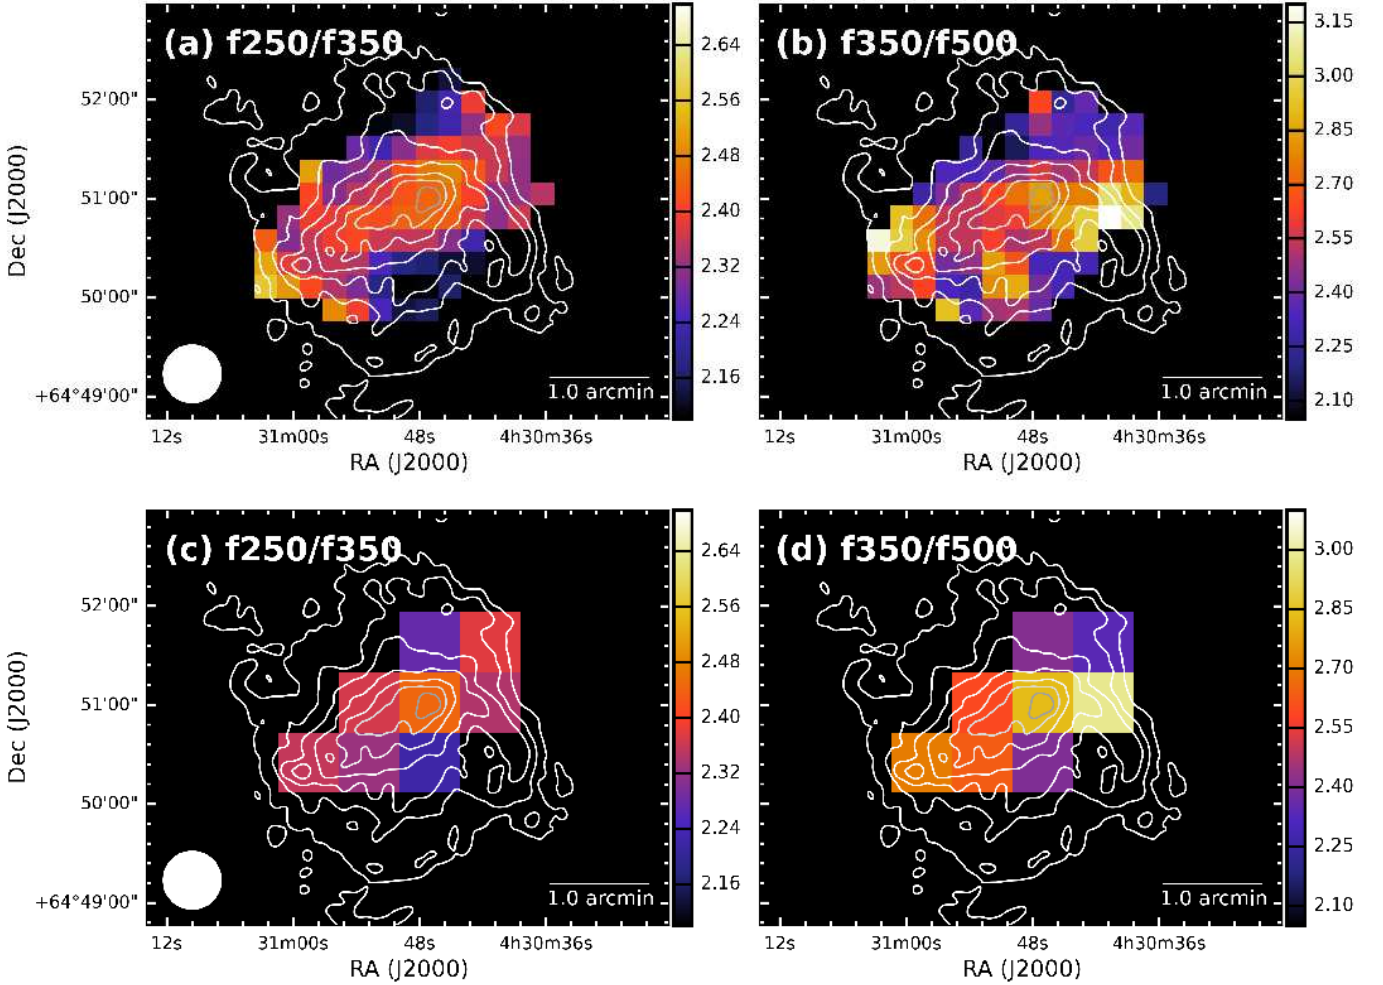 (a) f250/f350
Dec (J2000)
52'00"
51'00"
50'00"
+64°49'00"
12s
31m00s
48s
4h30m36s
RA (J2000)
1.0 arcmin
2.64
2.56
2.48
2.40
2.32
2.24
2.16
(b) f350/f500
12s
31m00s
48s
4h30m36s
RA (J2000)
1.0 arcmin
3.15
3.00
2.85
2.70
2.55
2.40
2.25
2.10
(c) f250/f350
Dec (J2000)
52'00"
51'00"
50'00"
+64°49'00"
12s
31m00s
48s
4h30m36s
RA (J2000)
1.0 arcmin
2.64
2.56
2.48
2.40
2.32
2.24
2.16
(d) f350/f500
12s
31m00s
48s
4h30m36s
RA (J2000)
1.0 arcmin
3.00
2.85
2.70
2.55
2.40
2.25
2.10